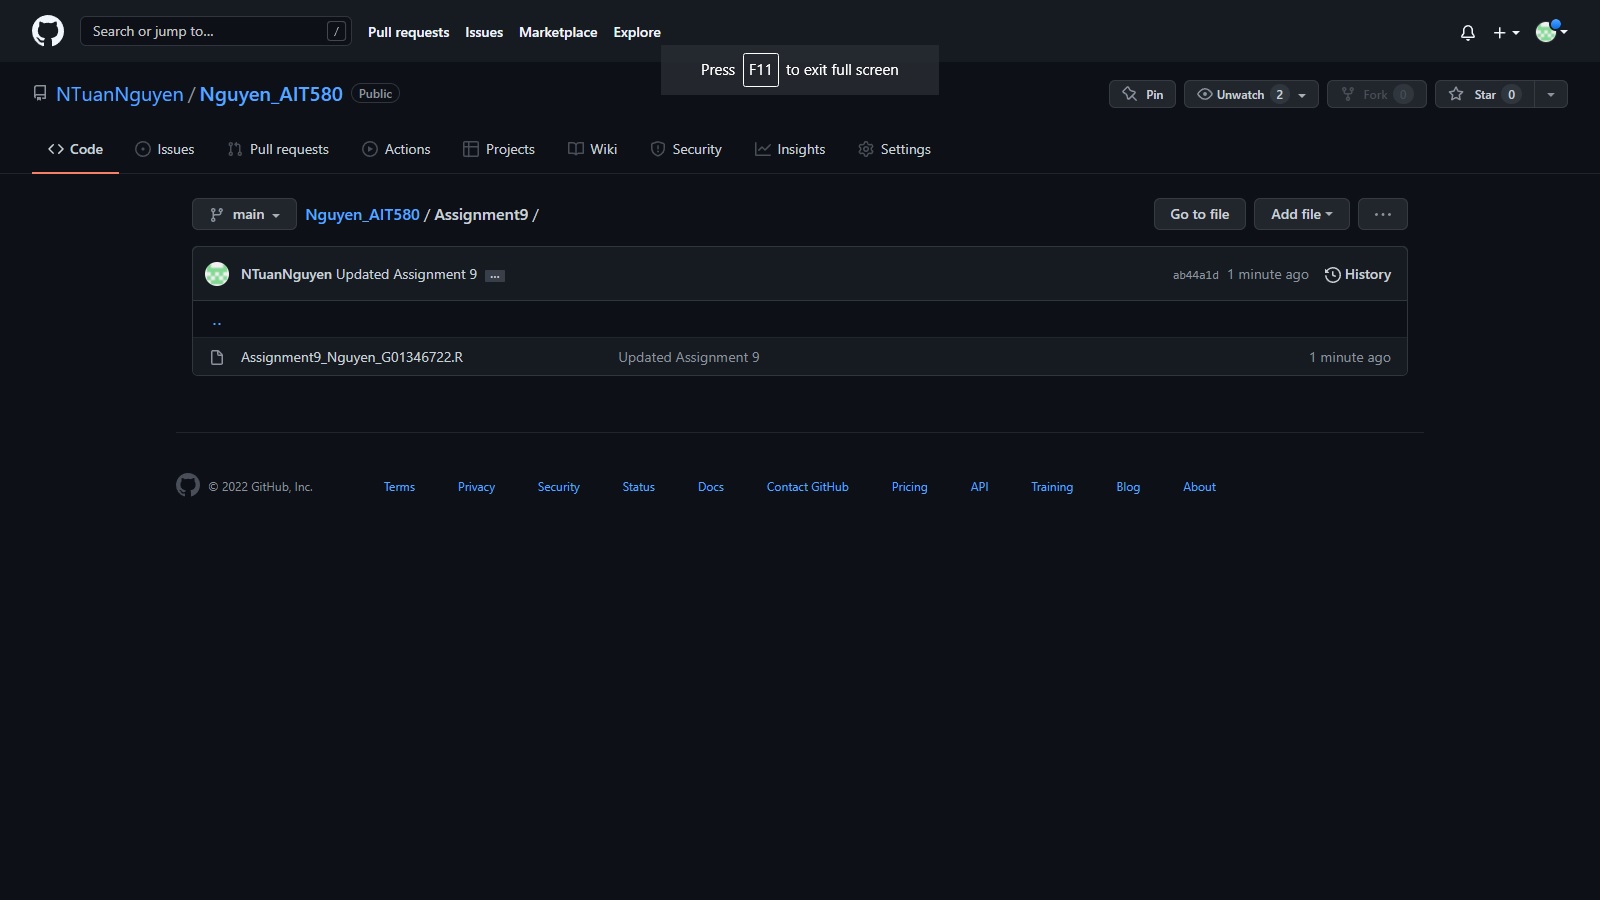 Search or jump to... /
Pull requests Issues Marketplace Explore
Press F11 to exit full screen
NTuanNguyen / Nguyen_AIT580 Public
Pin Unwatch 2 Fork 0 Star 0
Code Issues Pull requests Actions Projects Wiki Security Insights Settings
main Nguyen_AIT580 / Assignment9 / Go to file Add file ...
NTuanNguyen Updated Assignment 9 ... ab44a1d 1 minute ago History
..
Assignment9_Nguyen_G01346722.R Updated Assignment 9 1 minute ago
© 2022 GitHub, Inc. Terms Privacy Security Status Docs Contact GitHub Pricing API Training Blog About